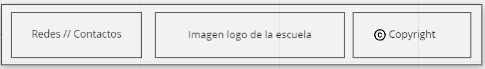 Redes // Contactos
Imagen logo de la escuela
© Copyright